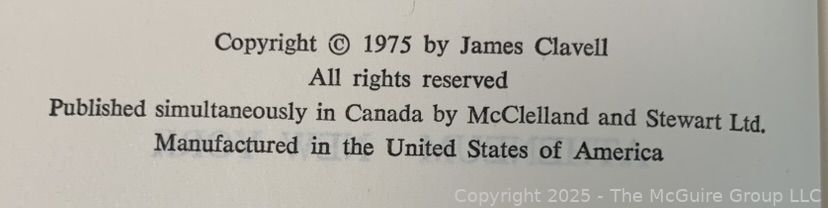 Copyright © 1975 by James Clavell
All rights reserved
Published simultaneously in Canada by McClelland and Stewart Ltd.
Manufactured in the United States of America
Copyright 2025 - The McGuire Group LLC